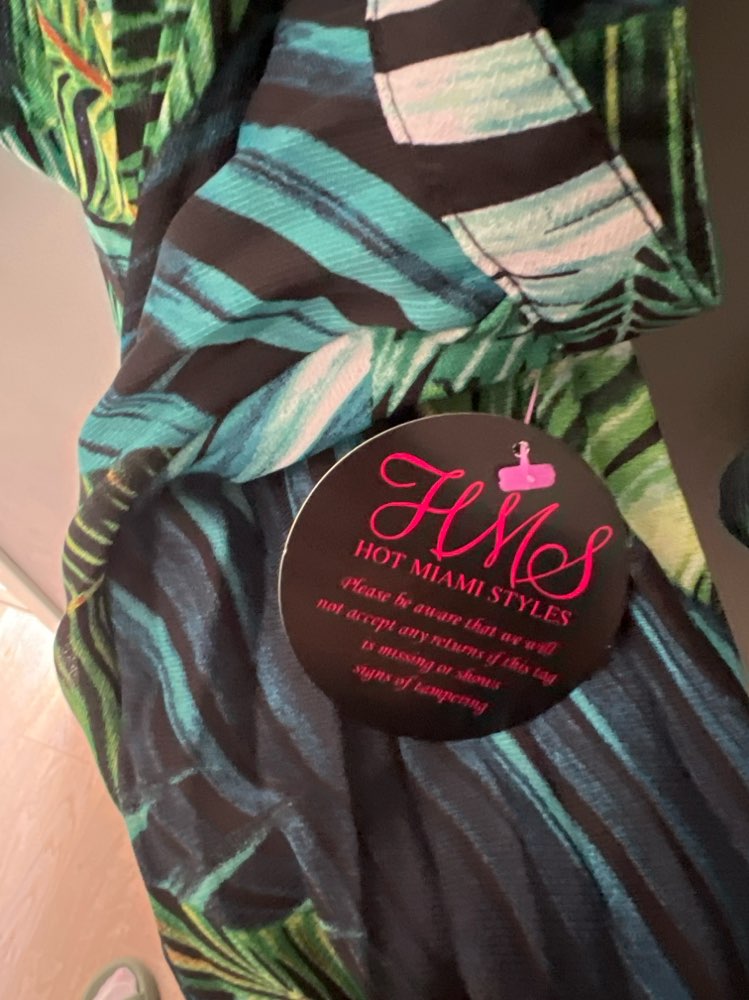 HMS
HOT MIAMI STYLES
Please be aware that we will
not accept any returns if this tag
is missing or shows
signs of tampering